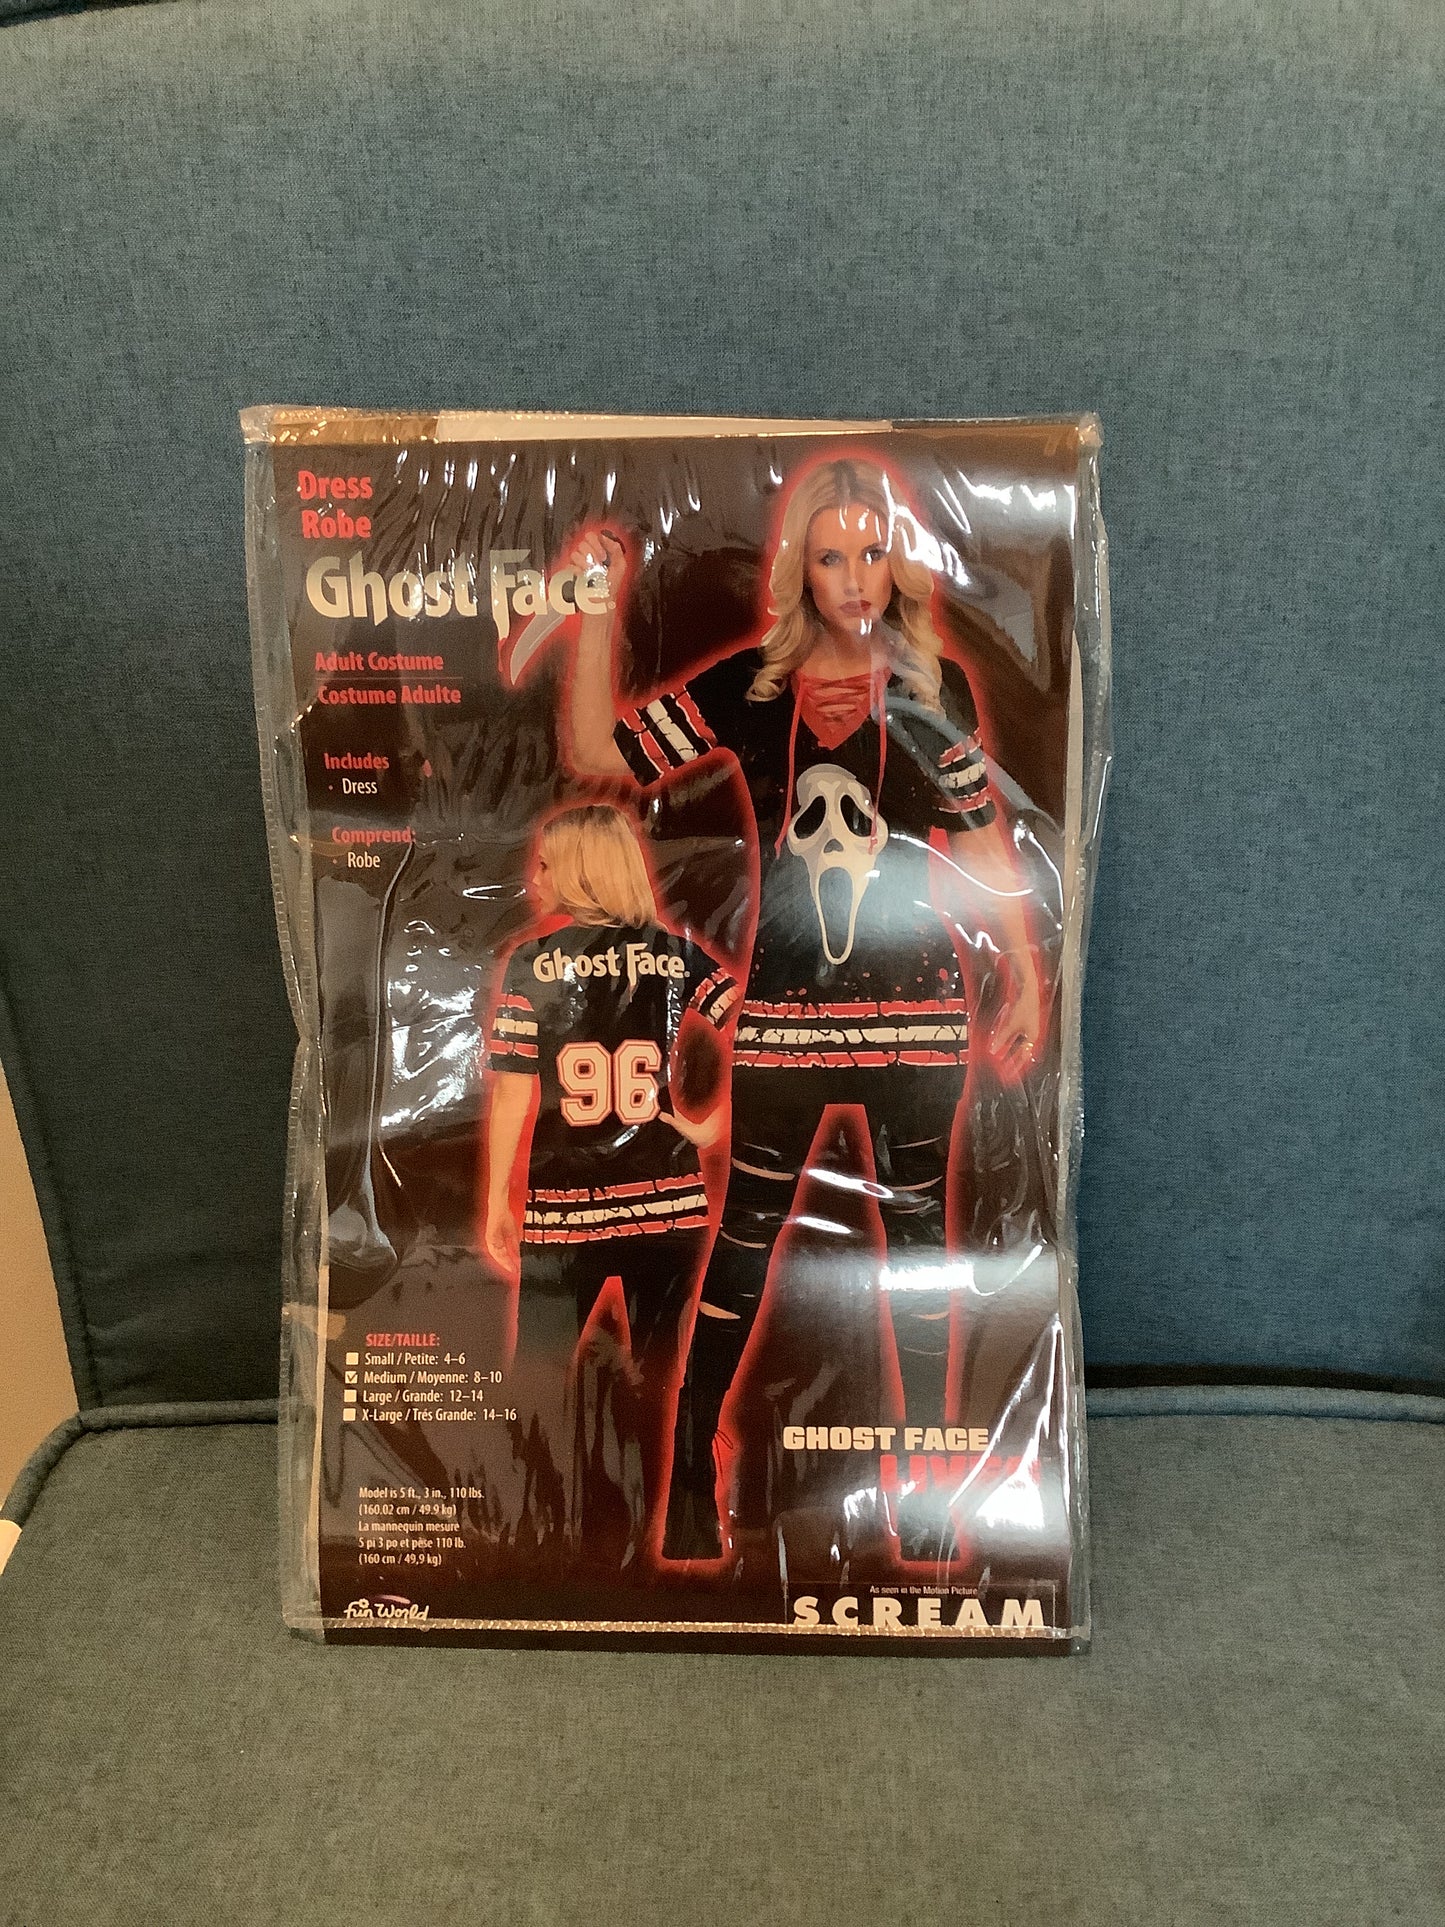 Dress
Robe
Ghost Face®
Adult Costume
Costume Adulte
Includes
• Dress
Comprend:
• Robe
Ghost Face®
96
SIZE/TAILLE:
Small / Petite: 4–6
Medium / Moyenne: 8–10
Large / Grande: 12–14
X-Large / Trés Grande: 14–16
Model is 5 ft., 3 in., 110 lbs.
(160.02 cm / 49.9 kg)
La mannequin mesure
5 pi 3 po et pèse 110 lb.
(160 cm / 49,9 kg)
GHOST FACE
fun World
As seen in the Motion Picture
SCREAM